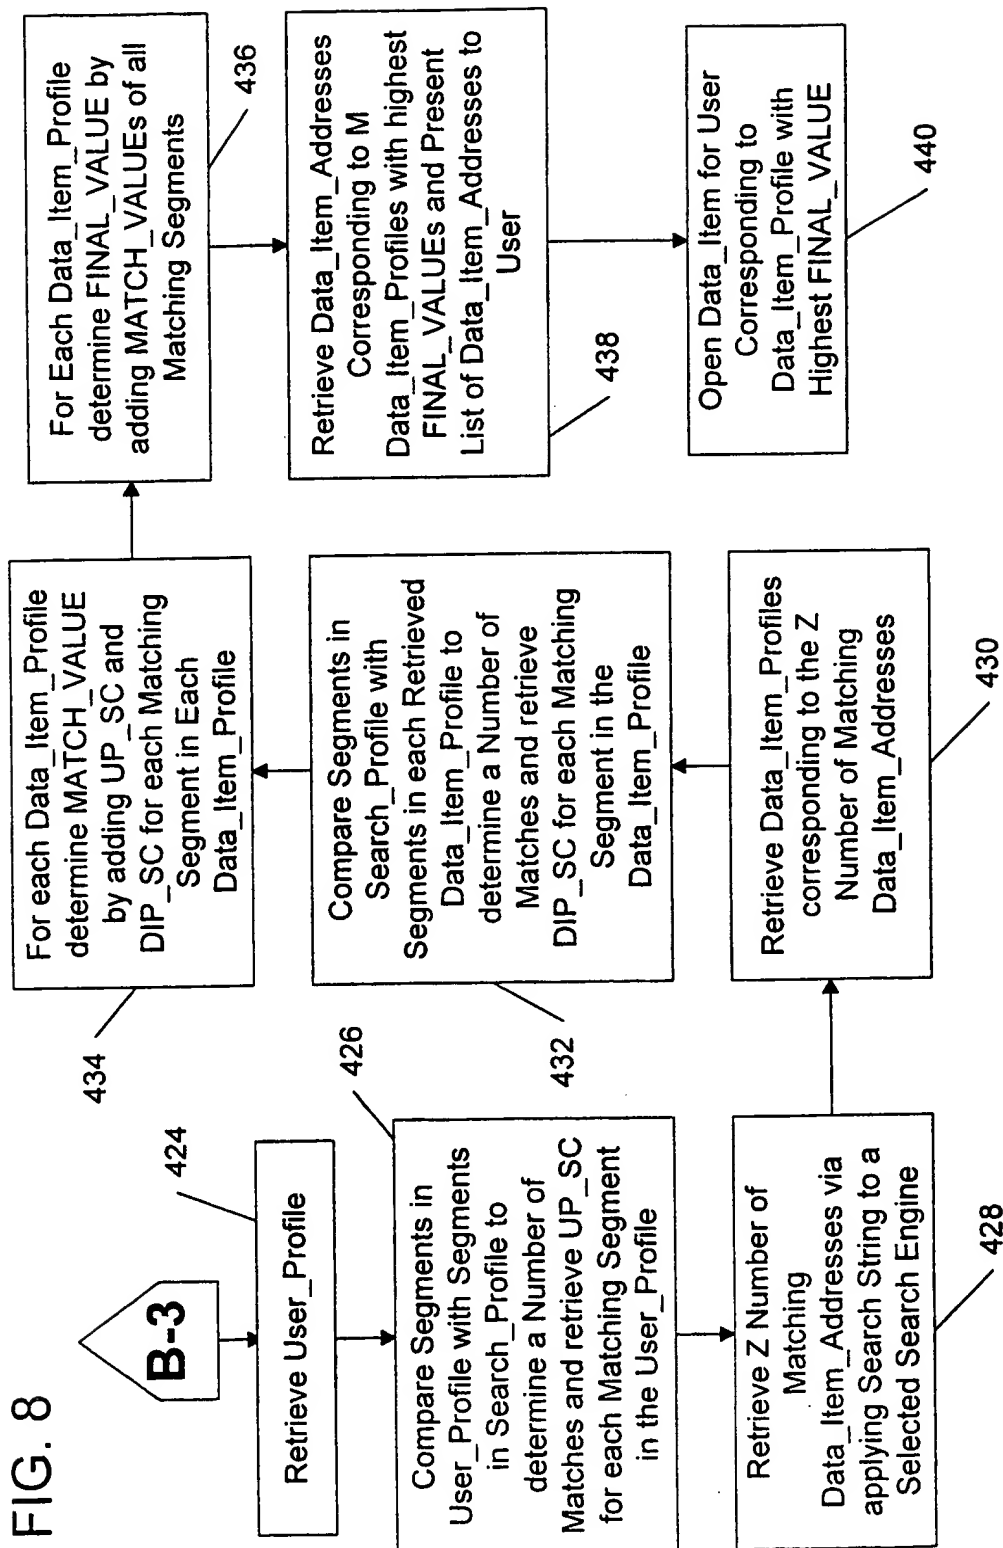 FIG. 8
B-3
Retrieve User_Profile
424
Compare Segments in
User_Profile with Segments
in Search_Profile to
determine a Number of
Matches and retrieve UP_SC
for each Matching Segment
in the User_Profile
426
Retrieve Z Number of
Matching
Data_Item_Addresses via
applying Search String to a
Selected Search Engine
428
Retrieve Data_Item_Profiles
corresponding to the Z
Number of Matching
Data_Item_Addresses
430
Compare Segments in
Search_Profile with
Segments in each Retrieved
Data_Item_Profile to
determine a Number of
Matches and retrieve
DIP_SC for each Matching
Segment in the
Data_Item_Profile
432
For each Data_Item_Profile
determine MATCH_VALUE
by adding UP_SC and
DIP_SC for each Matching
Segment in Each
Data_Item_Profile
434
For Each Data_Item_Profile
determine FINAL_VALUE by
adding MATCH_VALUEs of all
Matching Segments
436
Retrieve Data_Item_Addresses
Corresponding to M
Data_Item_Profiles with highest
FINAL_VALUEs and Present
List of Data_Item_Addresses to
User
438
Open Data_Item for User
Corresponding to
Data_Item_Profile with
Highest FINAL_VALUE
440